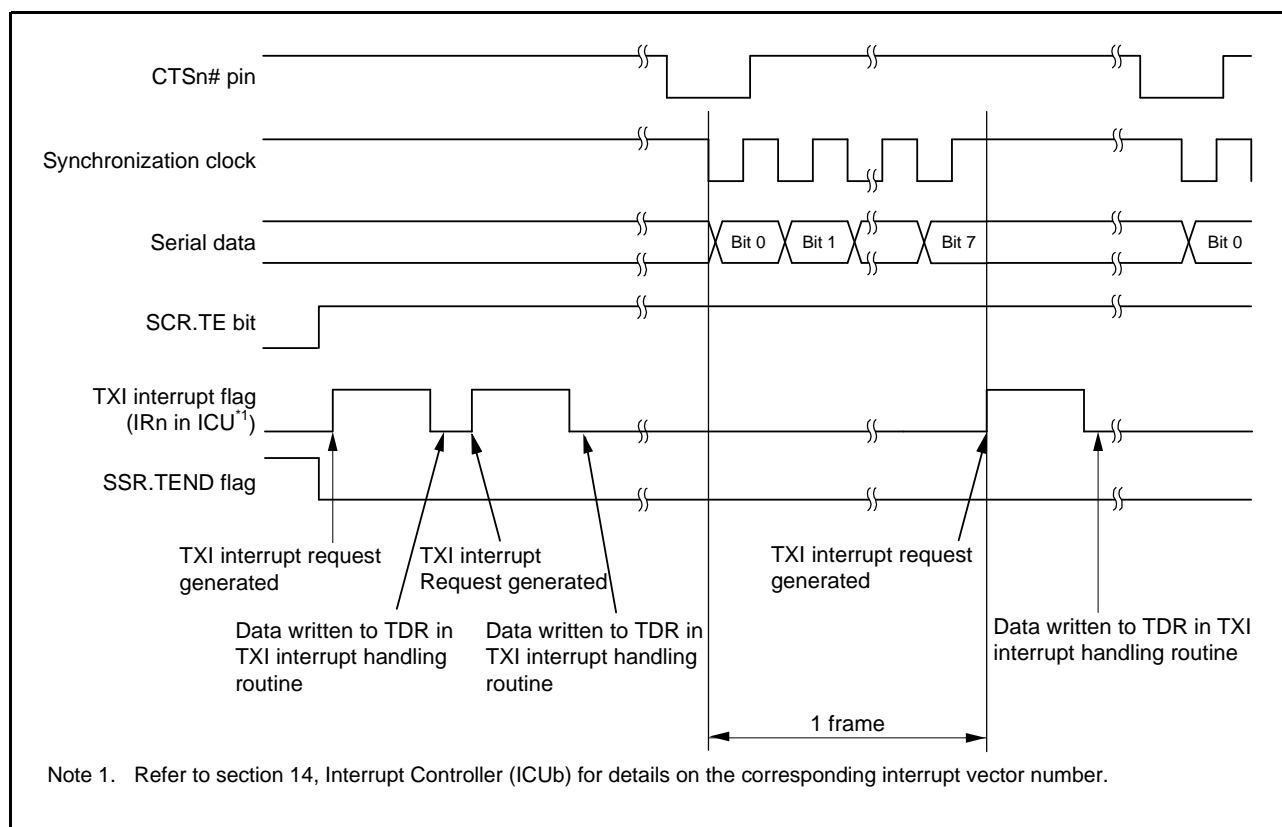 CTSn# pin
Synchronization clock
Serial data
Bit 0
Bit 1
Bit 7
Bit 0
SCR.TE bit
TXI interrupt flag
(IRn in ICU*1)
SSR.TEND flag
TXI interrupt request
generated
TXI interrupt
Request generated
TXI interrupt request
generated
Data written to TDR in
TXI interrupt handling
routine
Data written to TDR in
TXI interrupt handling
routine
Data written to TDR in TXI
interrupt handling routine
1 frame
Note 1. Refer to section 14, Interrupt Controller (ICUb) for details on the corresponding interrupt vector number.